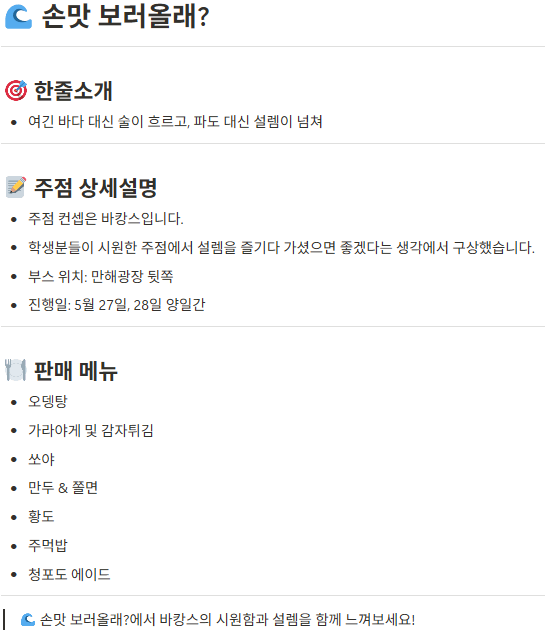 🌊 손맛 보러올래?
🎯 한줄소개
• 여긴 바다 대신 술이 흐르고, 파도 대신 설렘이 넘쳐
📝 주점 상세설명
• 주점 컨셉은 바캉스입니다.
• 학생분들이 시원한 주점에서 설렘을 즐기다 가셨으면 좋겠다는 생각에서 구상했습니다.
• 부스 위치: 만해광장 뒷쪽
• 진행일: 5월 27일, 28일 양일간
🍽️ 판매 메뉴
• 오뎅탕
• 가라야게 및 감자튀김
• 쏘야
• 만두 & 쫄면
• 황도
• 주먹밥
• 청포도 에이드
🌊 손맛 보러올래?에서 바캉스의 시원함과 설렘을 함께 느껴보세요!